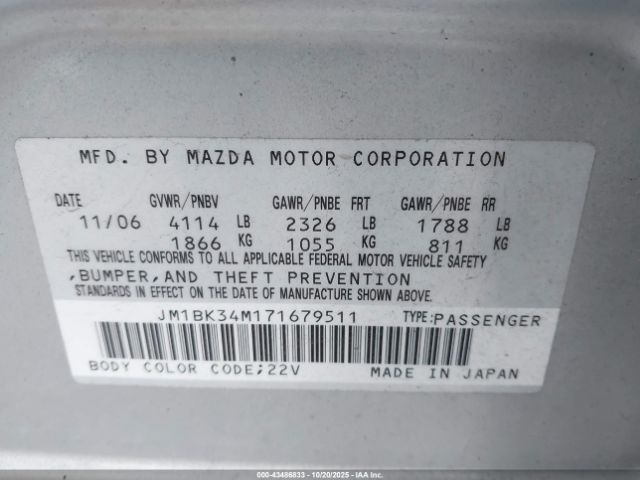 MFD. BY MAZDA MOTOR CORPORATION
DATE GVWR/PNBV GAWR/PNBE FRT GAWR/PNBE RR
11/06 4114 LB 2326 LB 1788 LB
1866 KG 1055 KG 811 KG
THIS VEHICLE CONFORMS TO ALL APPLICABLE FEDERAL MOTOR VEHICLE SAFETY
,BUMPER,AND THEFT PREVENTION
STANDARDS IN EFFECT ON THE DATE OF MANUFACTURE SHOWN ABOVE.
JM1BK34M171679511 TYPE:PASSENGER
BODY COLOR CODE;22V MADE IN JAPAN
000-43486833 - 10/20/2025 - IAA Inc.